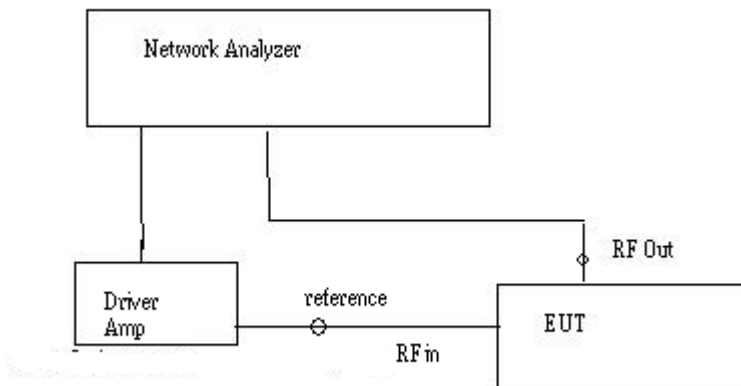 Network Analyzer
RF Out
Driver
Amp
reference
EUT
RF in